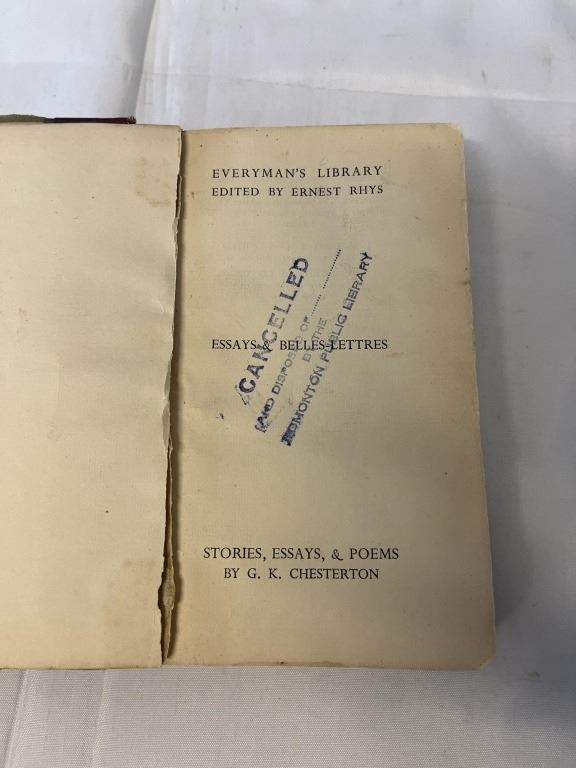 EVERYMAN'S LIBRARY
EDITED BY ERNEST RHYS
CANCELLED
AND DISPOSED OF
BY THE
EDMONTON PUBLIC LIBRARY
ESSAYS & BELLES-LETTRES
STORIES, ESSAYS, & POEMS
BY G. K. CHESTERTON